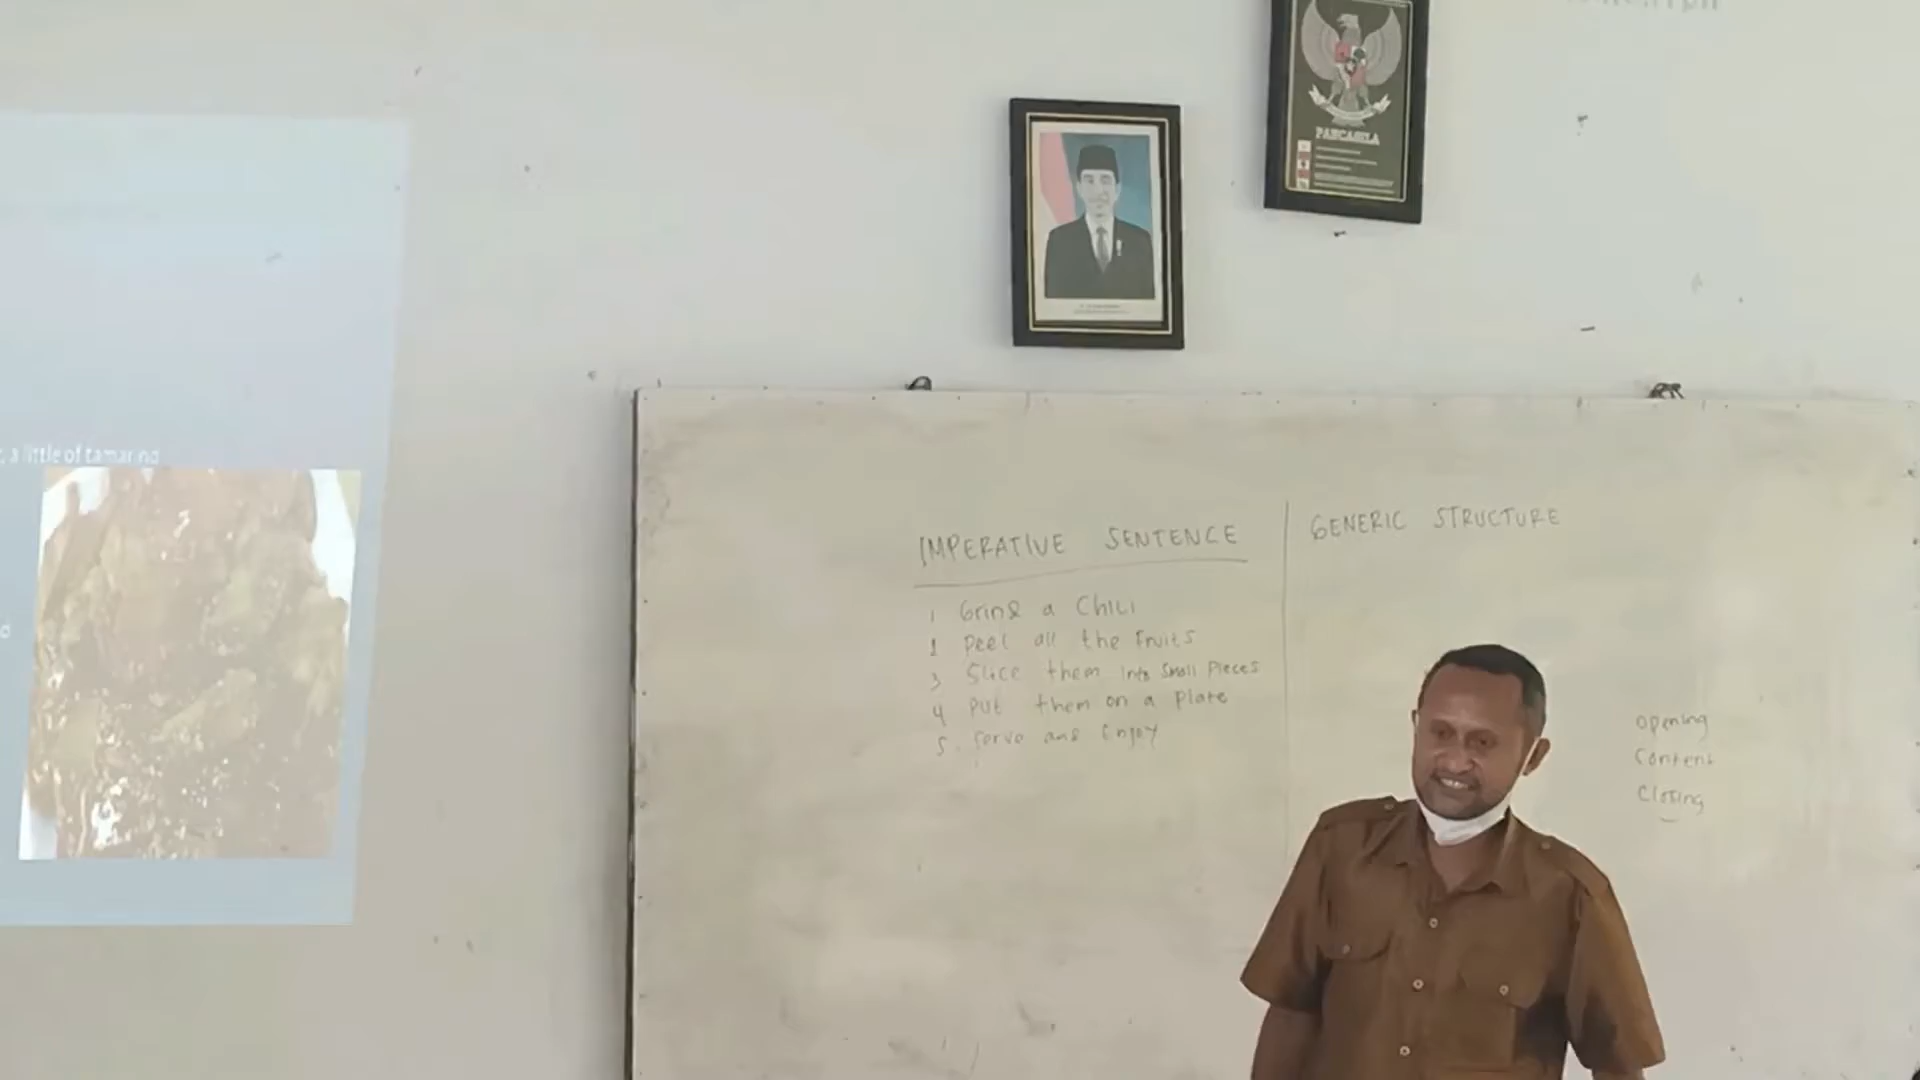 a little of tamarind
PANCASILA
IMPERATIVE SENTENCE
1 Grind a Chili
2 Peel all the Fruits
3 Slice them into Small Pieces
4 Put them on a Plate
5. Serve and Enjoy
GENERIC STRUCTURE
Opening
Content
Closing